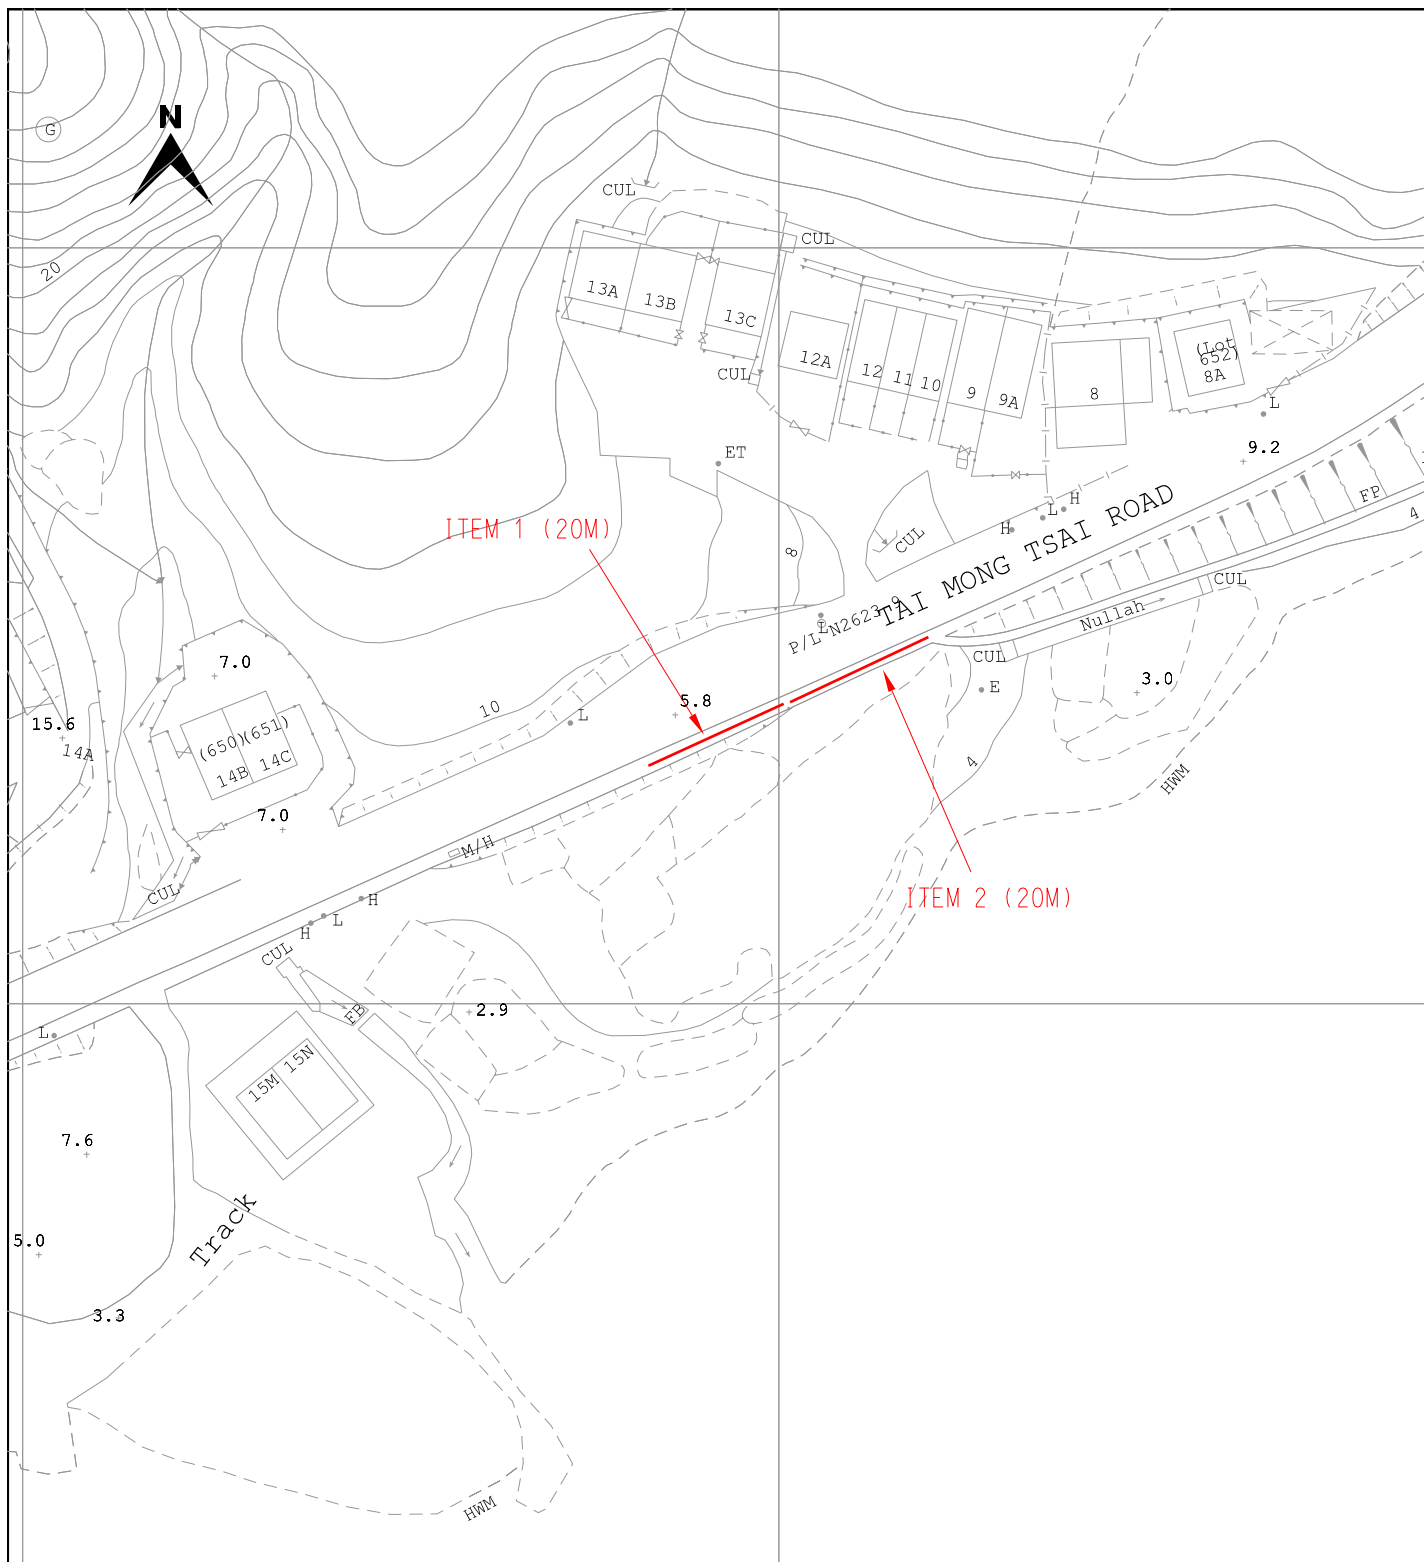 N
G
20
CUL
CUL
13A
13B
13C
CUL
12A
12
11
10
9
9A
8
(Lot
652)
8A
L
9.2
ET
ITEM 1 (20M)
H
L
H
FP
4
CUL
8
TAI MONG TSAI ROAD
P/L N2623.9
L
CUL
Nullah
7.0
CUL
E
3.0
10
5.8
L
15.6
14A
(650)
(651)
14B
14C
4
HWM
7.0
M/H
CUL
ITEM 2 (20M)
H
L
H
CUL
FB
2.9
L
15M
15N
7.6
Track
5.0
3.3
HWM